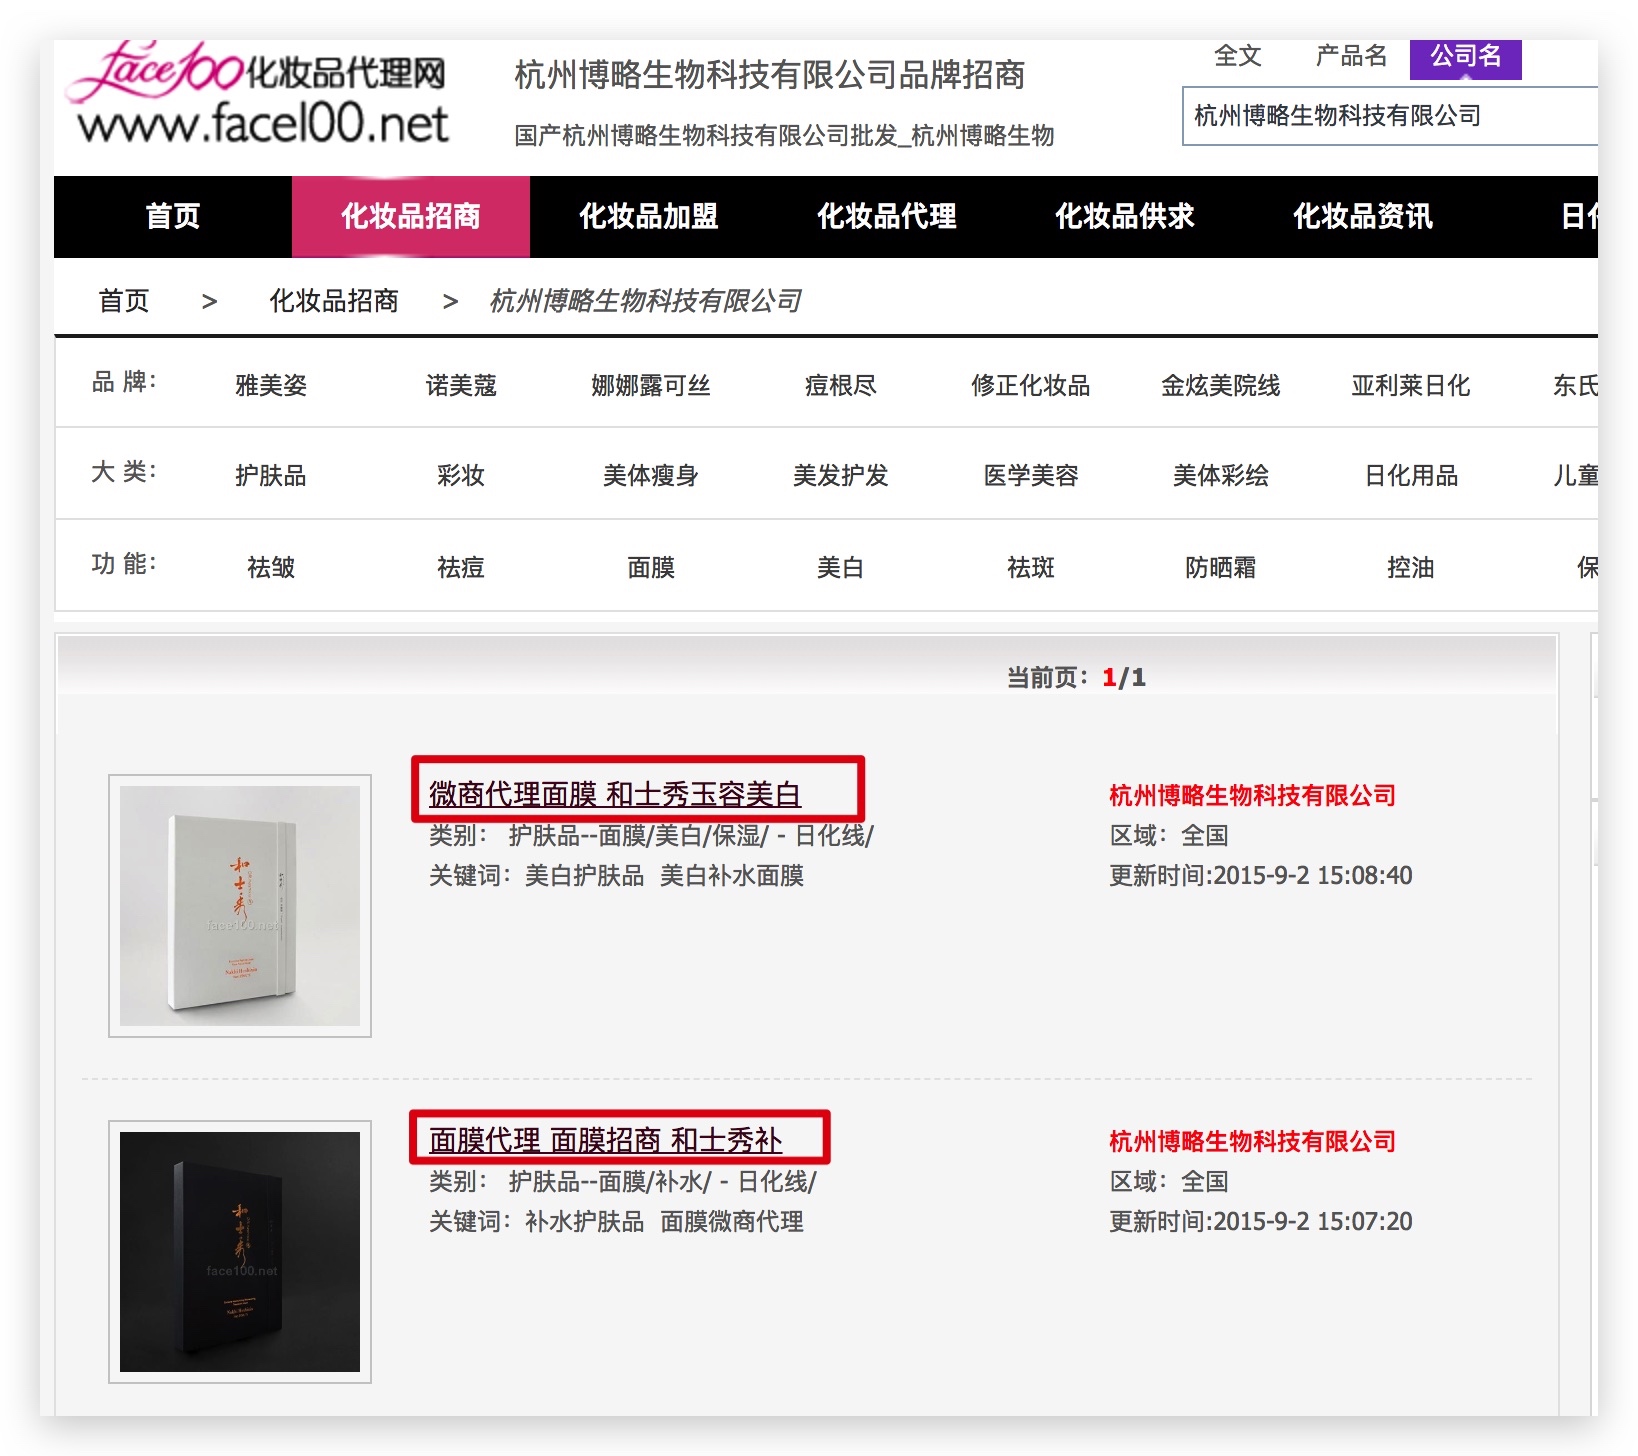 face100化妆品代理网
www.face100.net
杭州博略生物科技有限公司品牌招商
国产杭州博略生物科技有限公司批发_杭州博略生物
全文 产品名 公司名
杭州博略生物科技有限公司
首页 化妆品招商 化妆品加盟 化妆品代理 化妆品供求 化妆品资讯 日
首页 > 化妆品招商 > 杭州博略生物科技有限公司
品 牌: 雅美姿 诺美蔻 娜娜露可丝 痘根尽 修正化妆品 金炫美院线 亚利莱日化 东氏
大 类: 护肤品 彩妆 美体瘦身 美发护发 医学美容 美体彩绘 日化用品 儿童
功 能: 祛皱 祛痘 面膜 美白 祛斑 防晒霜 控油 保
当前页: 1/1
微商代理面膜 和士秀玉容美白
类别: 护肤品--面膜/美白/保湿/ - 日化线/
关键词: 美白护肤品 美白补水面膜
杭州博略生物科技有限公司
区域: 全国
更新时间:2015-9-2 15:08:40
和士秀
face100.net
面膜代理 面膜招商 和士秀补
类别: 护肤品--面膜/补水/ - 日化线/
关键词: 补水护肤品 面膜微商代理
杭州博略生物科技有限公司
区域: 全国
更新时间:2015-9-2 15:07:20
和士秀
face100.net